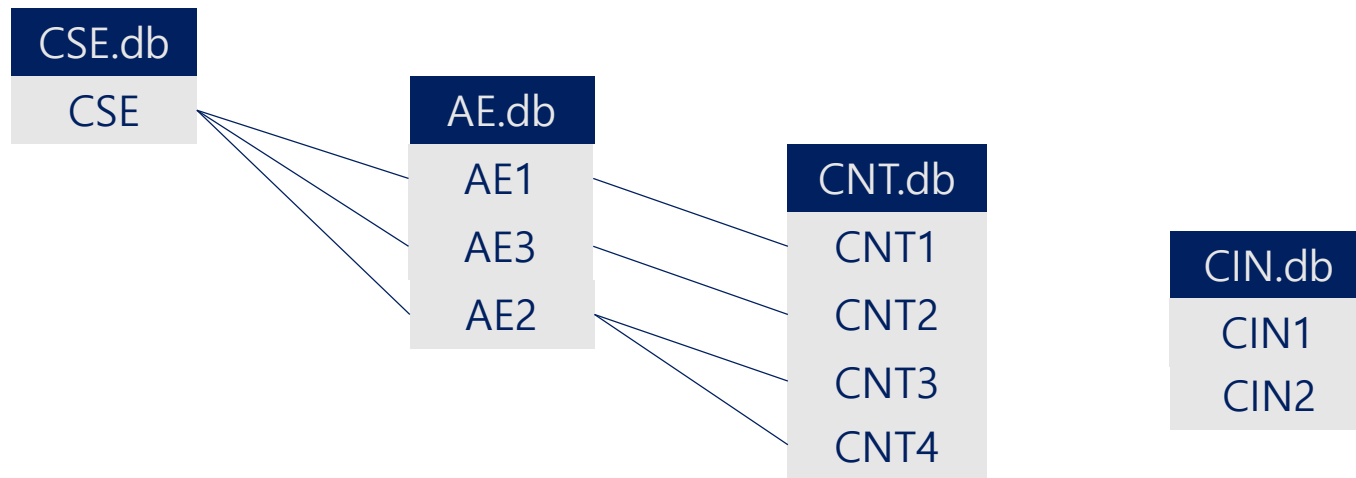 CSE.db
CSE
AE.db
AE1
AE3
AE2
CNT.db
CNT1
CNT2
CNT3
CNT4
CIN.db
CIN1
CIN2